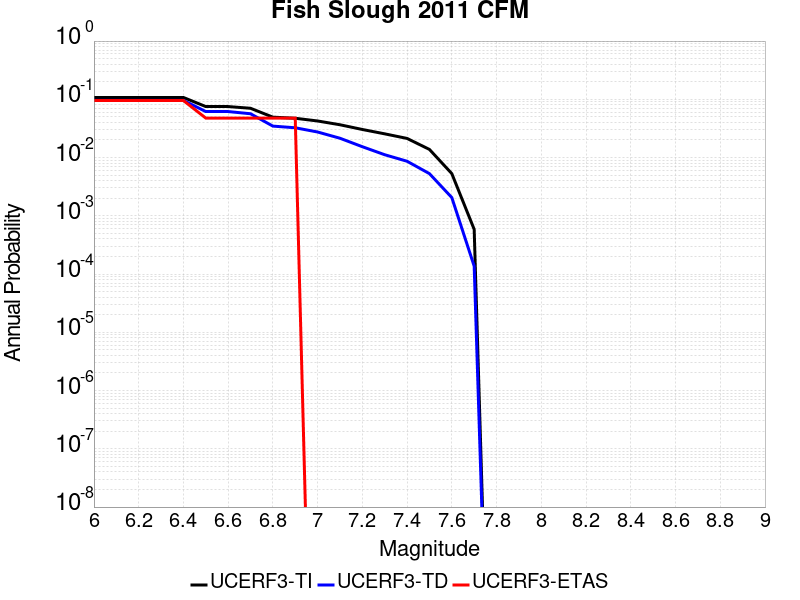 Fish Slough 2011 CFM
10^0
10^-1
10^-2
10^-3
10^-4
10^-5
10^-6
10^-7
10^-8
Annual Probability
6 6.2 6.4 6.6 6.8 7 7.2 7.4 7.6 7.8 8 8.2 8.4 8.6 8.8 9
Magnitude
UCERF3-TI UCERF3-TD UCERF3-ETAS